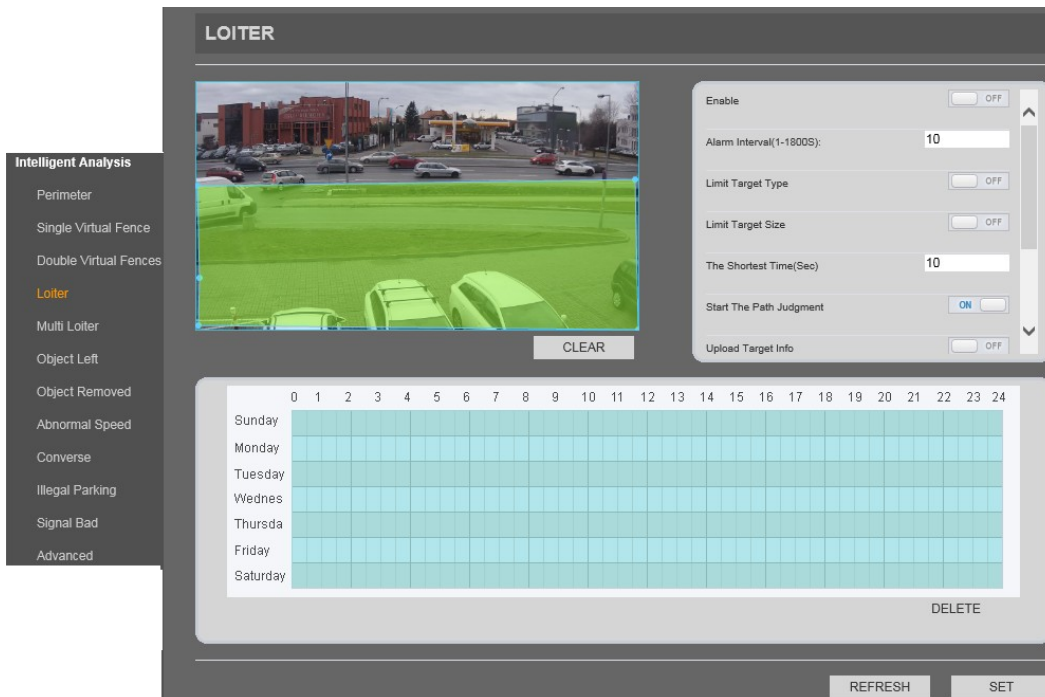 LOITER
Intelligent Analysis
Perimeter
Single Virtual Fence
Double Virtual Fences
Loiter
Multi Loiter
Object Left
Object Removed
Abnormal Speed
Converse
Illegal Parking
Signal Bad
Advanced
CLEAR
Enable OFF
Alarm Interval(1-1800S): 10
Limit Target Type OFF
Limit Target Size OFF
The Shortest Time(Sec) 10
Start The Path Judgment ON
Upload Target Info OFF
0 1 2 3 4 5 6 7 8 9 10 11 12 13 14 15 16 17 18 19 20 21 22 23 24
Sunday
Monday
Tuesday
Wednes
Thursda
Friday
Saturday
DELETE
REFRESH SET